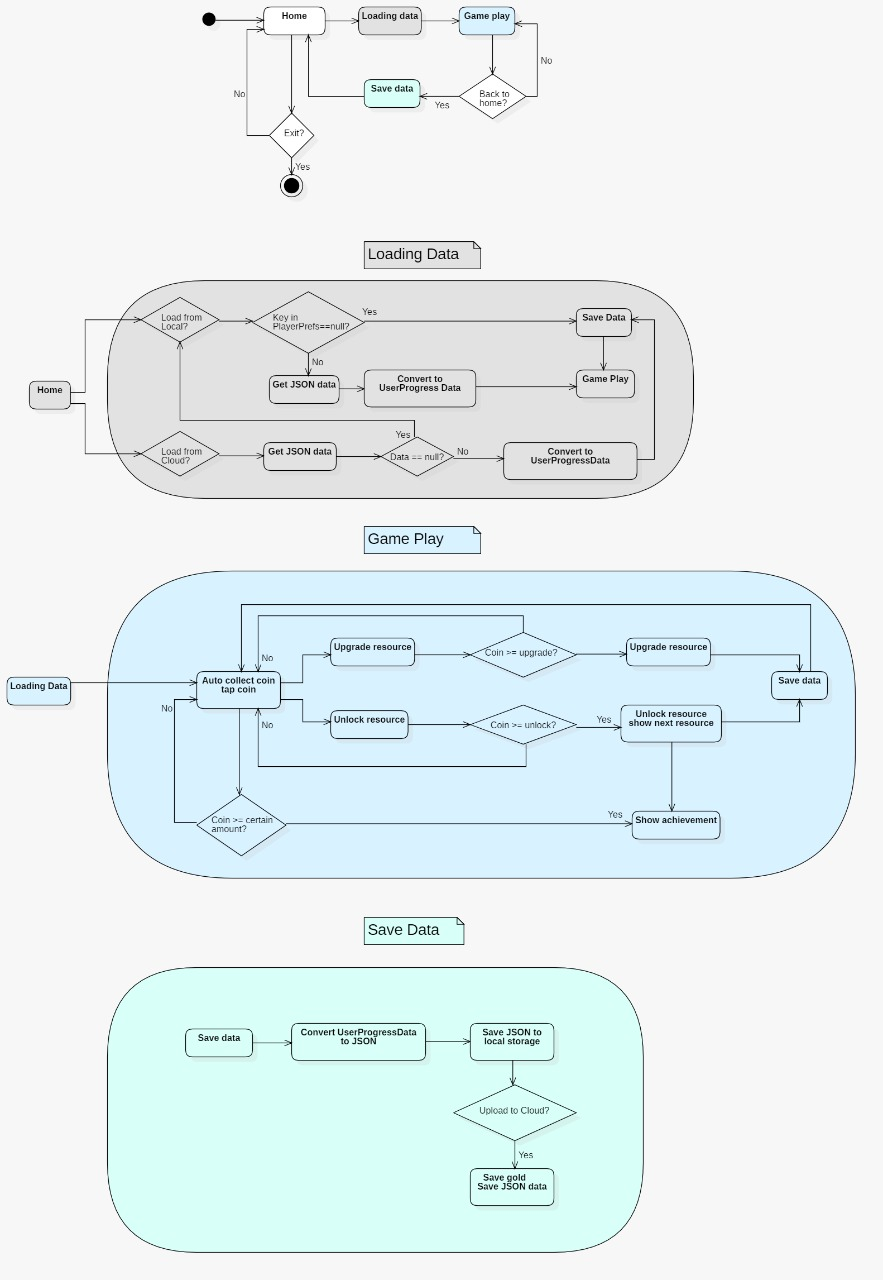 Home
Loading data
Game play
No
No
Save data
Back to
home?
Yes
Exit?
Yes
Loading Data
Load from
Local?
Key in
PlayerPrefs==null?
Yes
Save Data
No
Get JSON data
Convert to
UserProgress Data
Game Play
Home
Load from
Cloud?
Get JSON data
Yes
Data == null?
No
Convert to
UserProgressData
Game Play
No
Upgrade resource
Coin >= upgrade?
Upgrade resource
Loading Data
Auto collect coin
tap coin
Save data
No
No
Unlock resource
Coin >= unlock?
Yes
Unlock resource
show next resource
Coin >= certain
amount?
Yes
Show achievement
Save Data
Save data
Convert UserProgressData
to JSON
Save JSON to
local storage
Upload to Cloud?
Yes
Save gold
Save JSON data